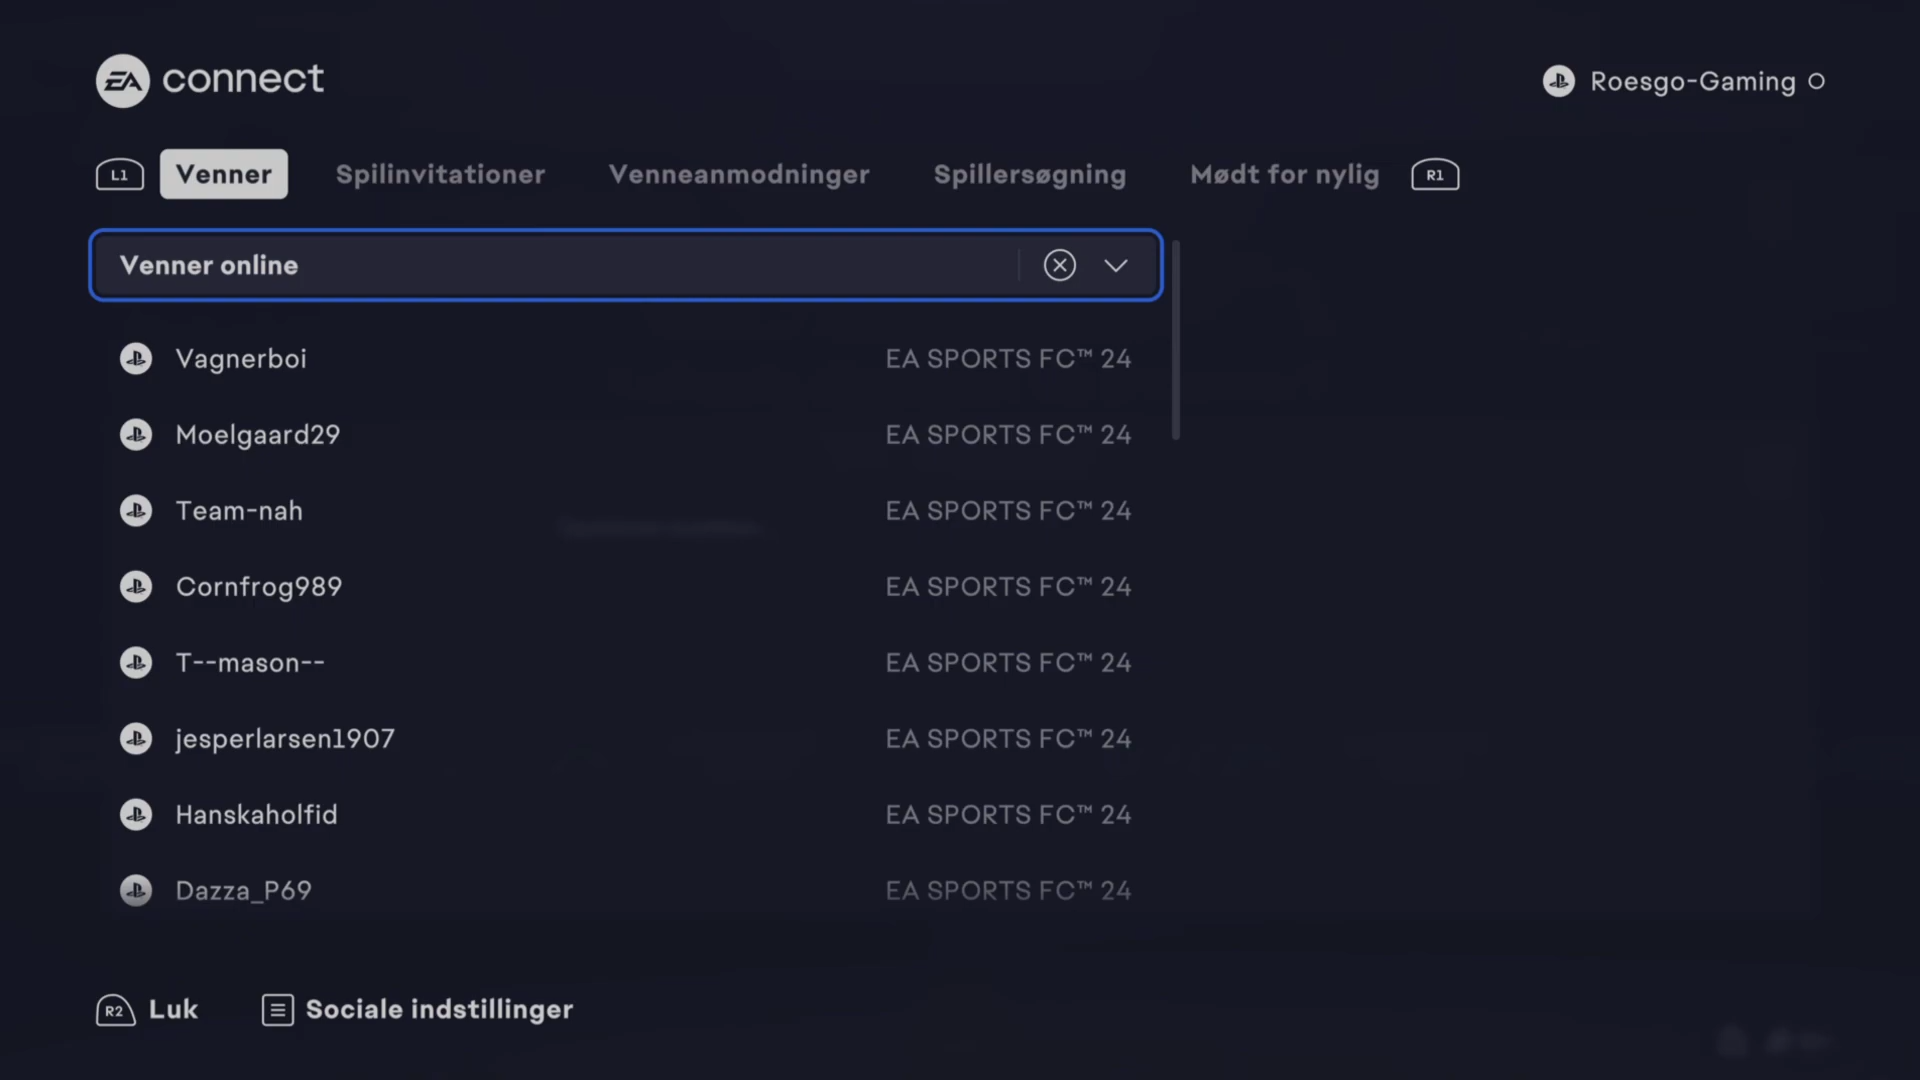 EA connect
Roesgo-Gaming
L1 Venner Spilinvitationer Venneanmodninger Spillersøgning Mødt for nylig R1
Venner online
Vagnerboi EA SPORTS FC™ 24
Moelgaard29 EA SPORTS FC™ 24
Team-nah EA SPORTS FC™ 24
Cornfrog989 EA SPORTS FC™ 24
T--mason-- EA SPORTS FC™ 24
jesperlarsen1907 EA SPORTS FC™ 24
Hanskaholfid EA SPORTS FC™ 24
Dazza_P69 EA SPORTS FC™ 24
R2 Luk Sociale indstillinger